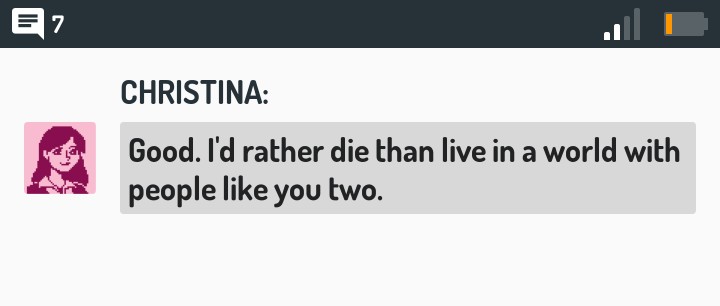 7
CHRISTINA:
Good. I'd rather die than live in a world with
people like you two.